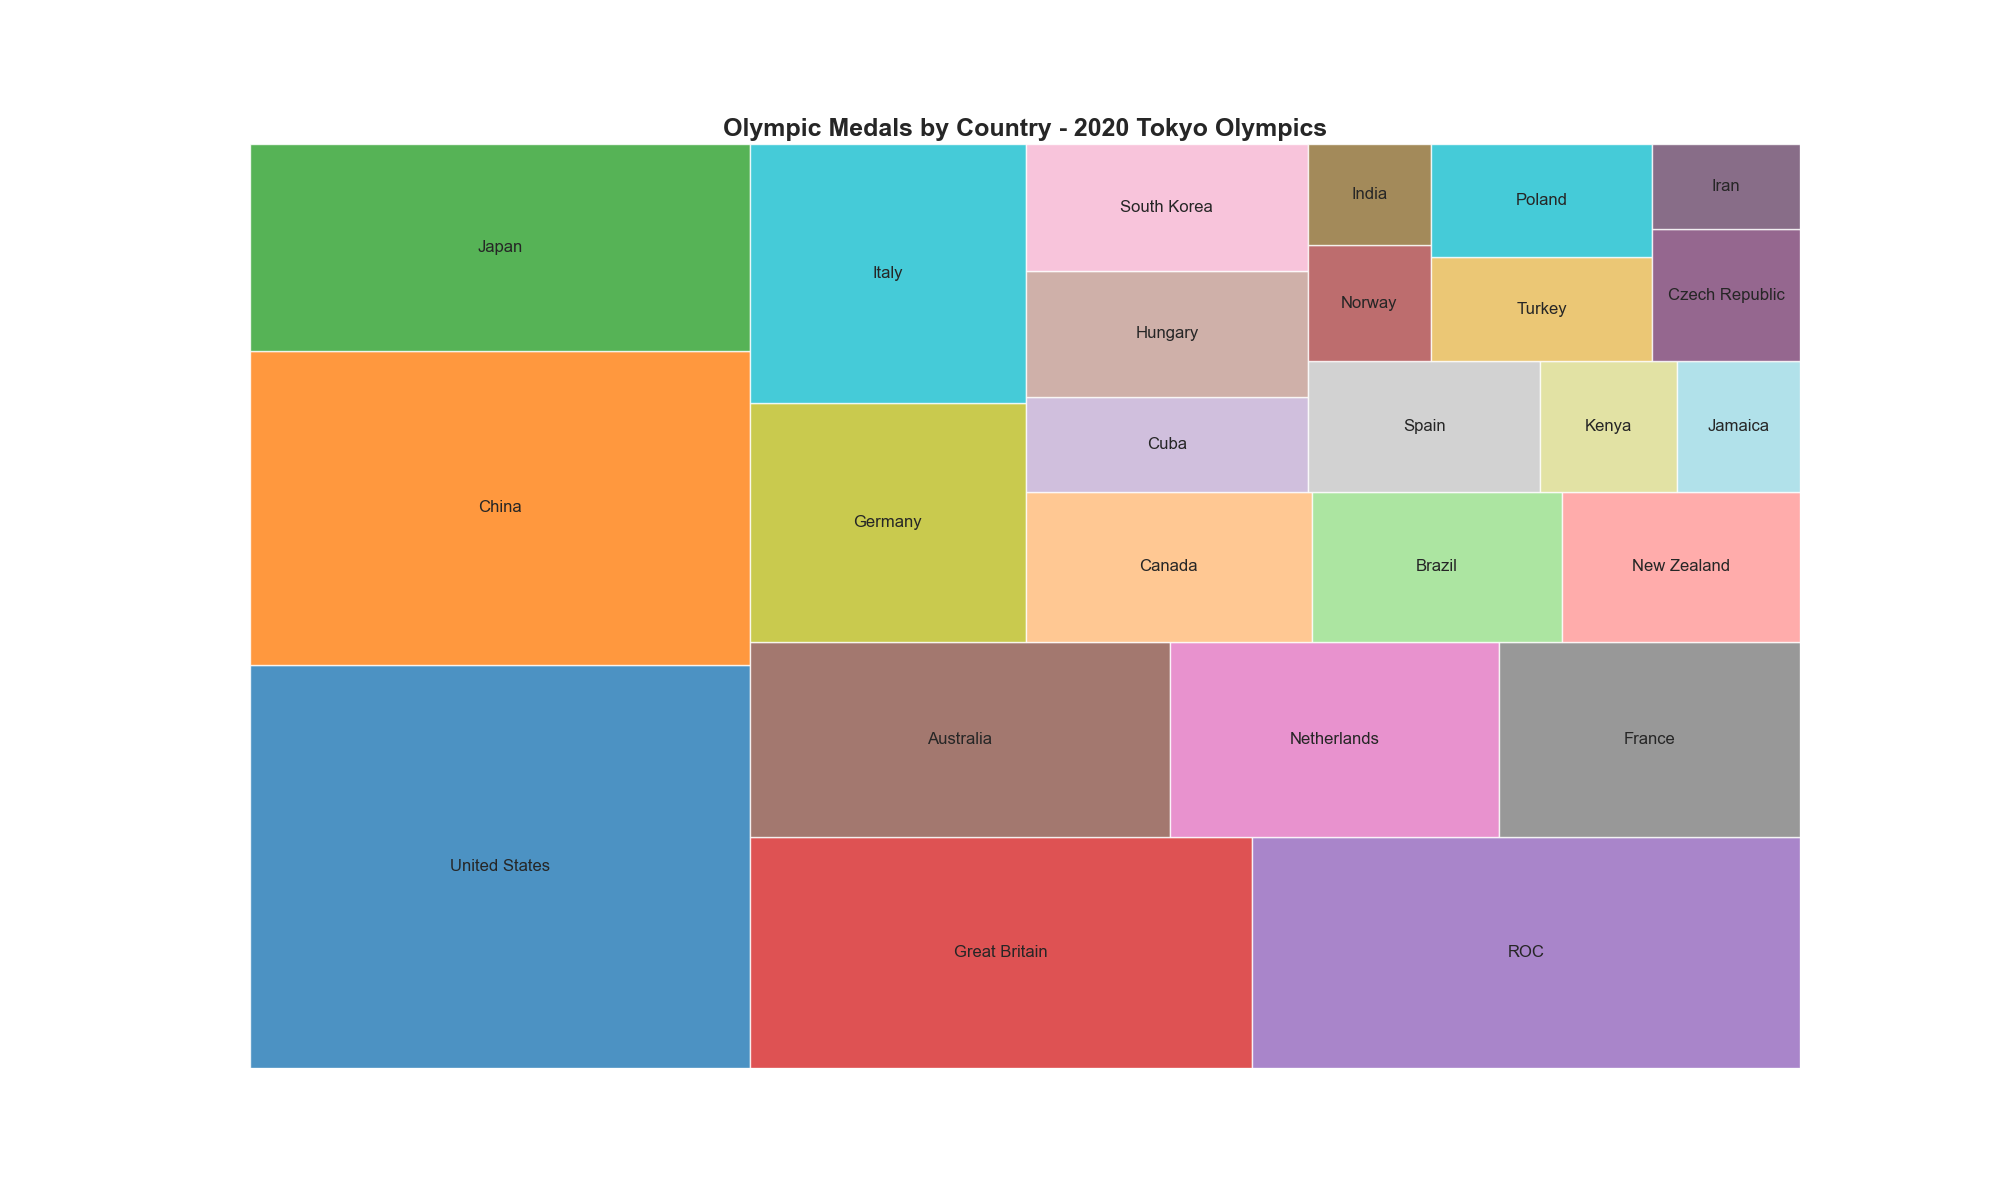 Olympic Medals by Country - 2020 Tokyo Olympics
Japan
China
United States
Italy
Germany
South Korea
Hungary
Cuba
India
Norway
Poland
Turkey
Iran
Czech Republic
Spain
Kenya
Jamaica
Canada
Brazil
New Zealand
Australia
Netherlands
France
Great Britain
ROC